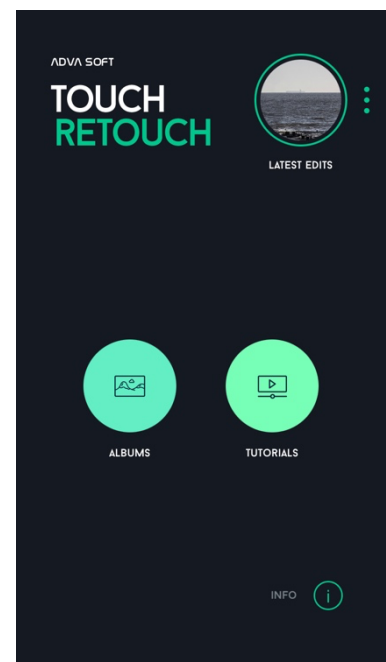 ADVA SOFT
TOUCH
RETOUCH
LATEST EDITS
ALBUMS
TUTORIALS
INFO i